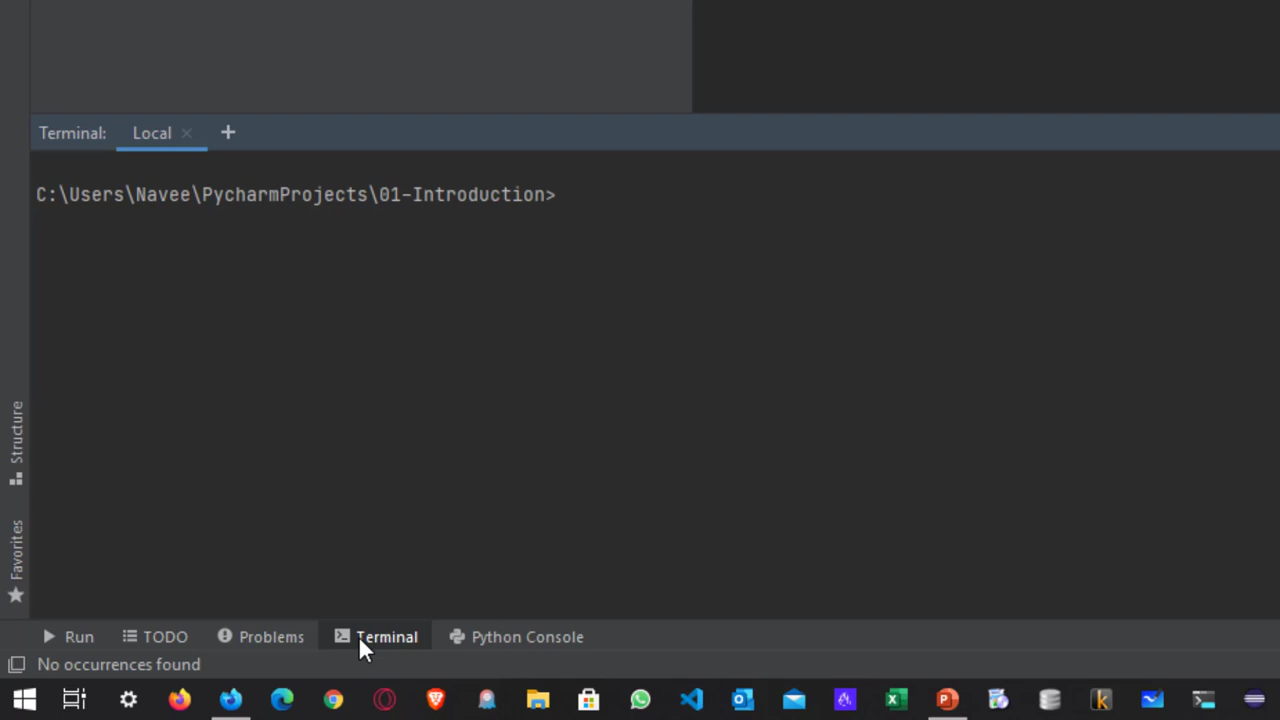 Terminal: Local × +
C:\Users\Navee\PycharmProjects\01-Introduction>
Structure
Favorites
Run TODO Problems Terminal Python Console
No occurrences found